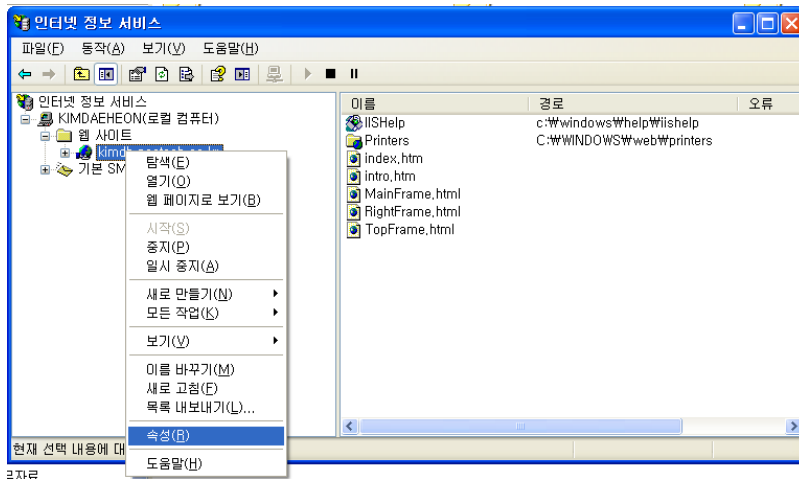 인터넷 정보 서비스
파일(F) 동작(A) 보기(V) 도움말(H)
인터넷 정보 서비스
KIMDAEHEON(로컬 컴퓨터)
웹 사이트
기본 SM
탐색(E)
열기(O)
웹 페이지로 보기(B)
시작(S)
중지(P)
일시 중지(A)
새로 만들기(N)
모든 작업(K)
보기(V)
이름 바꾸기(M)
새로 고침(F)
목록 내보내기(L)...
속성(R)
도움말(H)
이름 경로 오류
IISHelp c:₩windows₩help₩iishelp
Printers C:₩WINDOWS₩web₩printers
index.htm
intro.htm
MainFrame.html
RightFrame.html
TopFrame.html
현재 선택 내용에 대